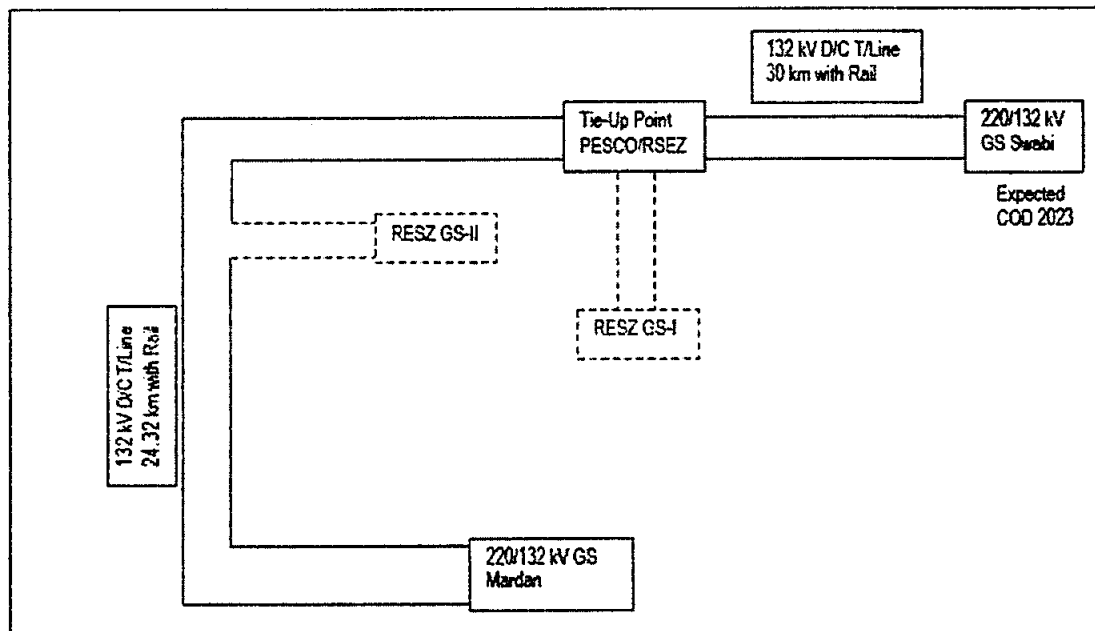 132 kV D/C T/Line
30 km with Rail
Tie-Up Point
PESCO/RSEZ
220/132 kV
GS Swabi
Expected
COD 2023
RESZ GS-II
RESZ GS-I
132 kV D/C T/Line
24.32 km with Rail
220/132 kV GS
Mardan